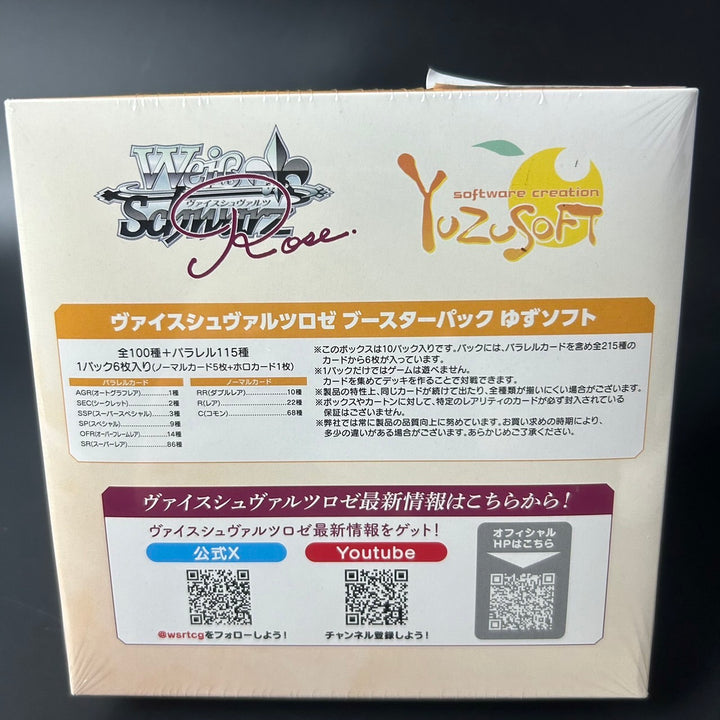 Weiß
ヴァイスシュヴァルツ
Schwarz
Rose.
software creation
YUZUSOFT
ヴァイスシュヴァルツロゼ ブースターパック ゆずソフト
全100種＋パラレル115種
1パック6枚入り(ノーマルカード5枚+ホロカード1枚)
パラレルカード
AGR(オートグラフレア) 1種
SEC(シークレット) 2種
SSP(スーパースペシャル) 3種
SP(スペシャル) 9種
OFR(オーバーフレームレア) 14種
SR(スーパーレア) 86種
ノーマルカード
RR(ダブルレア) 10種
R(レア) 22種
C(コモン) 68種
※このボックスは10パック入りです。パックには、パラレルカードを含め全215種の
カードから6枚が入っています。
※1パックだけではゲームは遊べません。
カードを集めてデッキを作ることで対戦できます。
※製品の特性上、同じカードが続けて出たり、全種類が揃いにくい場合がございます。
※ボックスやカートンに対して、特定のレアリティのカードが必ず封入されている
保証はございません。
※弊社では常に製品の品質向上に努めています。お買い求めの時期により、
多少の違いがある場合がございます。あらかじめご了承ください。
ヴァイスシュヴァルツロゼ最新情報はこちらから！
ヴァイスシュヴァルツロゼ最新情報をゲット！
公式X
@wsrtcgをフォローしよう！
Youtube
チャンネル登録しよう！
オフィシャル
HPはこちら